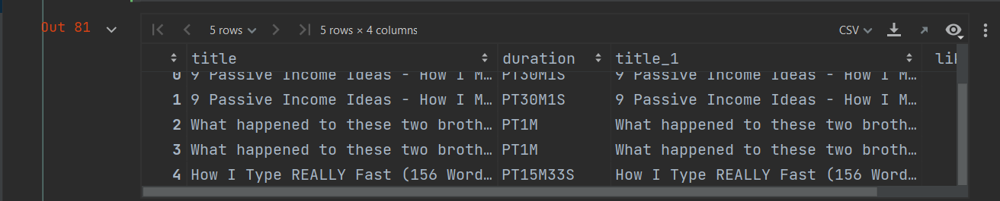 Out 81
5 rows 5 rows × 4 columns CSV
title duration title_1 lik
0 9 Passive Income Ideas - How I M… PT30M1S 9 Passive Income Ideas - How I M…
1 9 Passive Income Ideas - How I M… PT30M1S 9 Passive Income Ideas - How I M…
2 What happened to these two broth… PT1M What happened to these two broth…
3 What happened to these two broth… PT1M What happened to these two broth…
4 How I Type REALLY Fast (156 Word… PT15M33S How I Type REALLY Fast (156 Word…